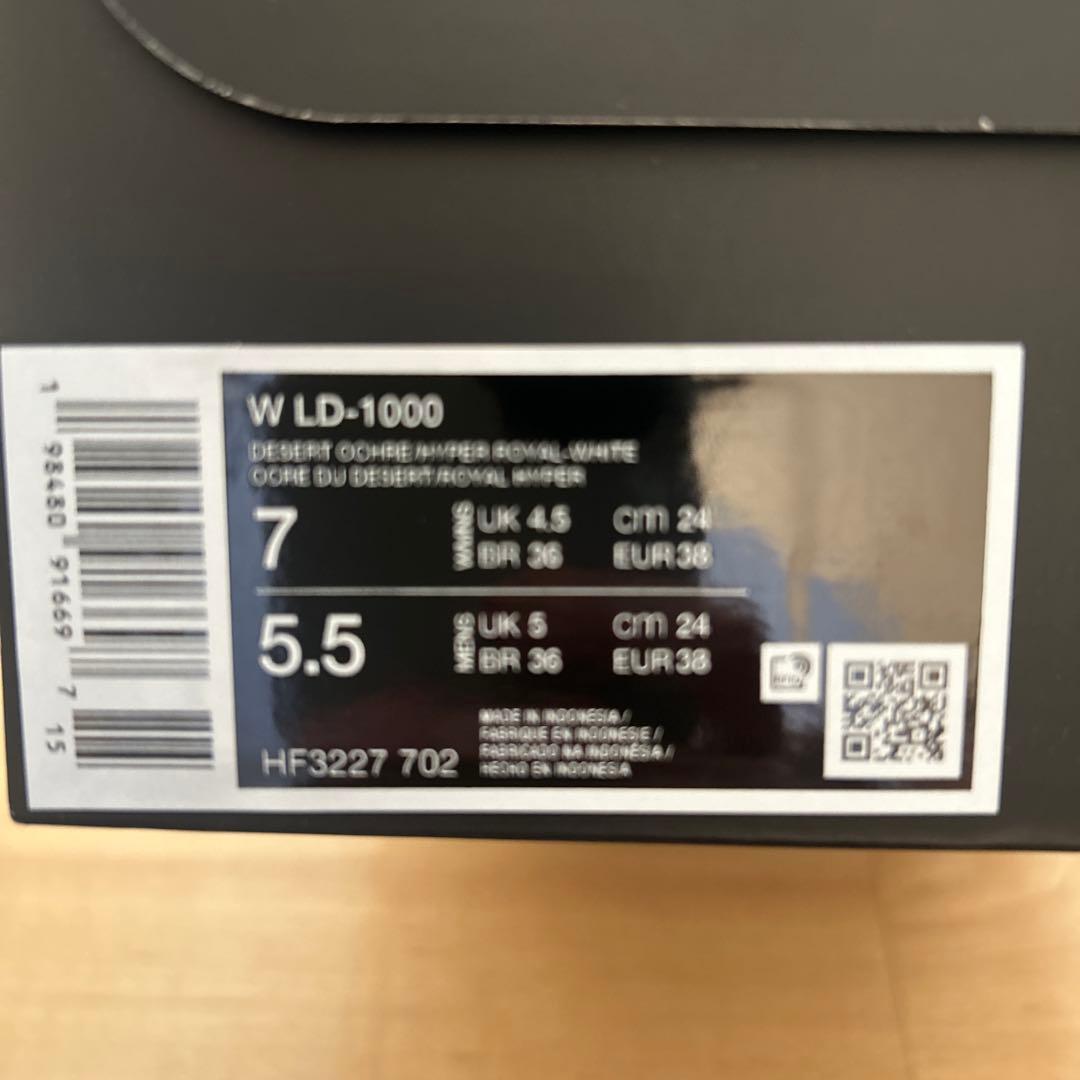 W LD-1000
DESERT OCHRE/HYPER ROYAL-WHITE
OCRE DU DESERT/ROYAL HYPER
7 WMNS UK 4.5 cm 24
BR 36 EUR 38
5.5 MENS UK 5 cm 24
BR 36 EUR 38
HF3227 702
MADE IN INDONESIA /
FABRIQUE EN INDONESIE /
FABRICADO NA INDONESIA /
HECHO EN INDONESIA
RFID
1 98480 91669 7 15